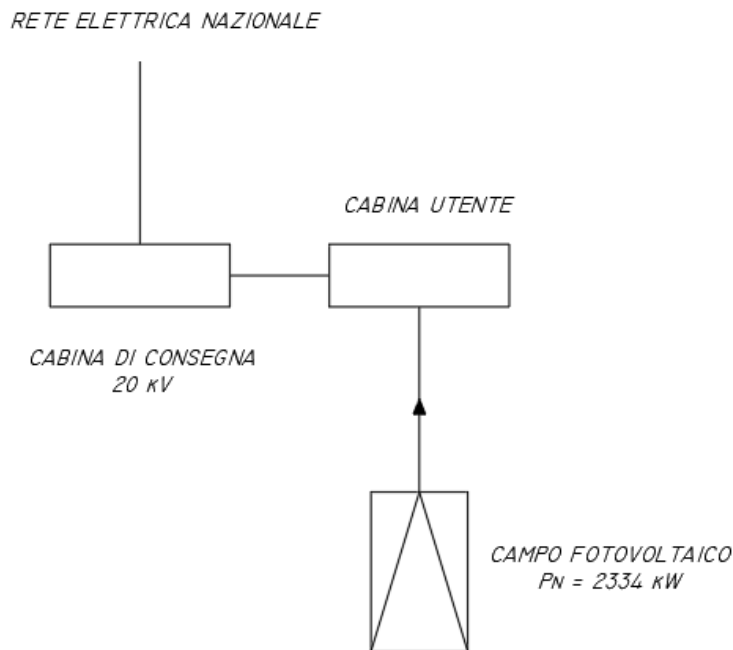 RETE ELETTRICA NAZIONALE
CABINA UTENTE
CABINA DI CONSEGNA
20 kV
CAMPO FOTOVOLTAICO
PN = 2334 kW